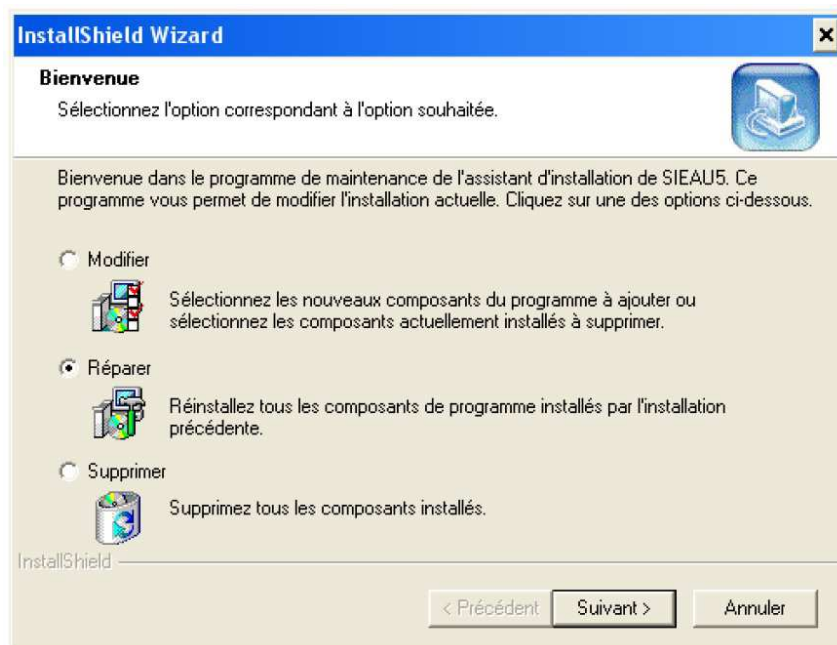 InstallShield Wizard
Bienvenue
Sélectionnez l'option correspondant à l'option souhaitée.
Bienvenue dans le programme de maintenance de l'assistant d'installation de SIEAU5. Ce
programme vous permet de modifier l'installation actuelle. Cliquez sur une des options ci-dessous.
Modifier
Sélectionnez les nouveaux composants du programme à ajouter ou
sélectionnez les composants actuellement installés à supprimer.
Réparer
Réinstallez tous les composants de programme installés par l'installation
précédente.
Supprimer
Supprimez tous les composants installés.
InstallShield
< Précédent Suivant > Annuler